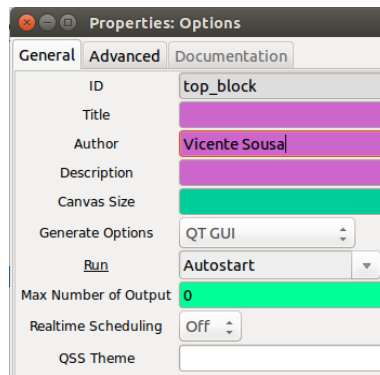 Properties: Options
General Advanced Documentation
ID top_block
Title
Author Vicente Sousa
Description
Canvas Size
Generate Options QT GUI
Run Autostart
Max Number of Output 0
Realtime Scheduling Off
QSS Theme